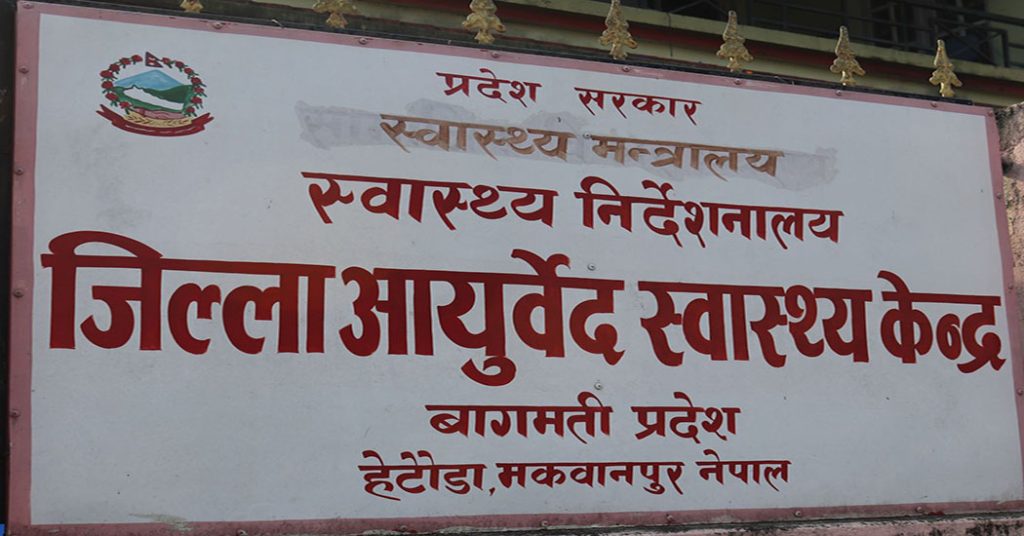 प्रदेश सरकार
स्वास्थ्य मन्त्रालय
स्वास्थ्य निर्देशनालय
जिल्ला आयुर्वेद स्वास्थ्य केन्द्र
बागमती प्रदेश
हेटौडा, मकवानपुर नेपाल